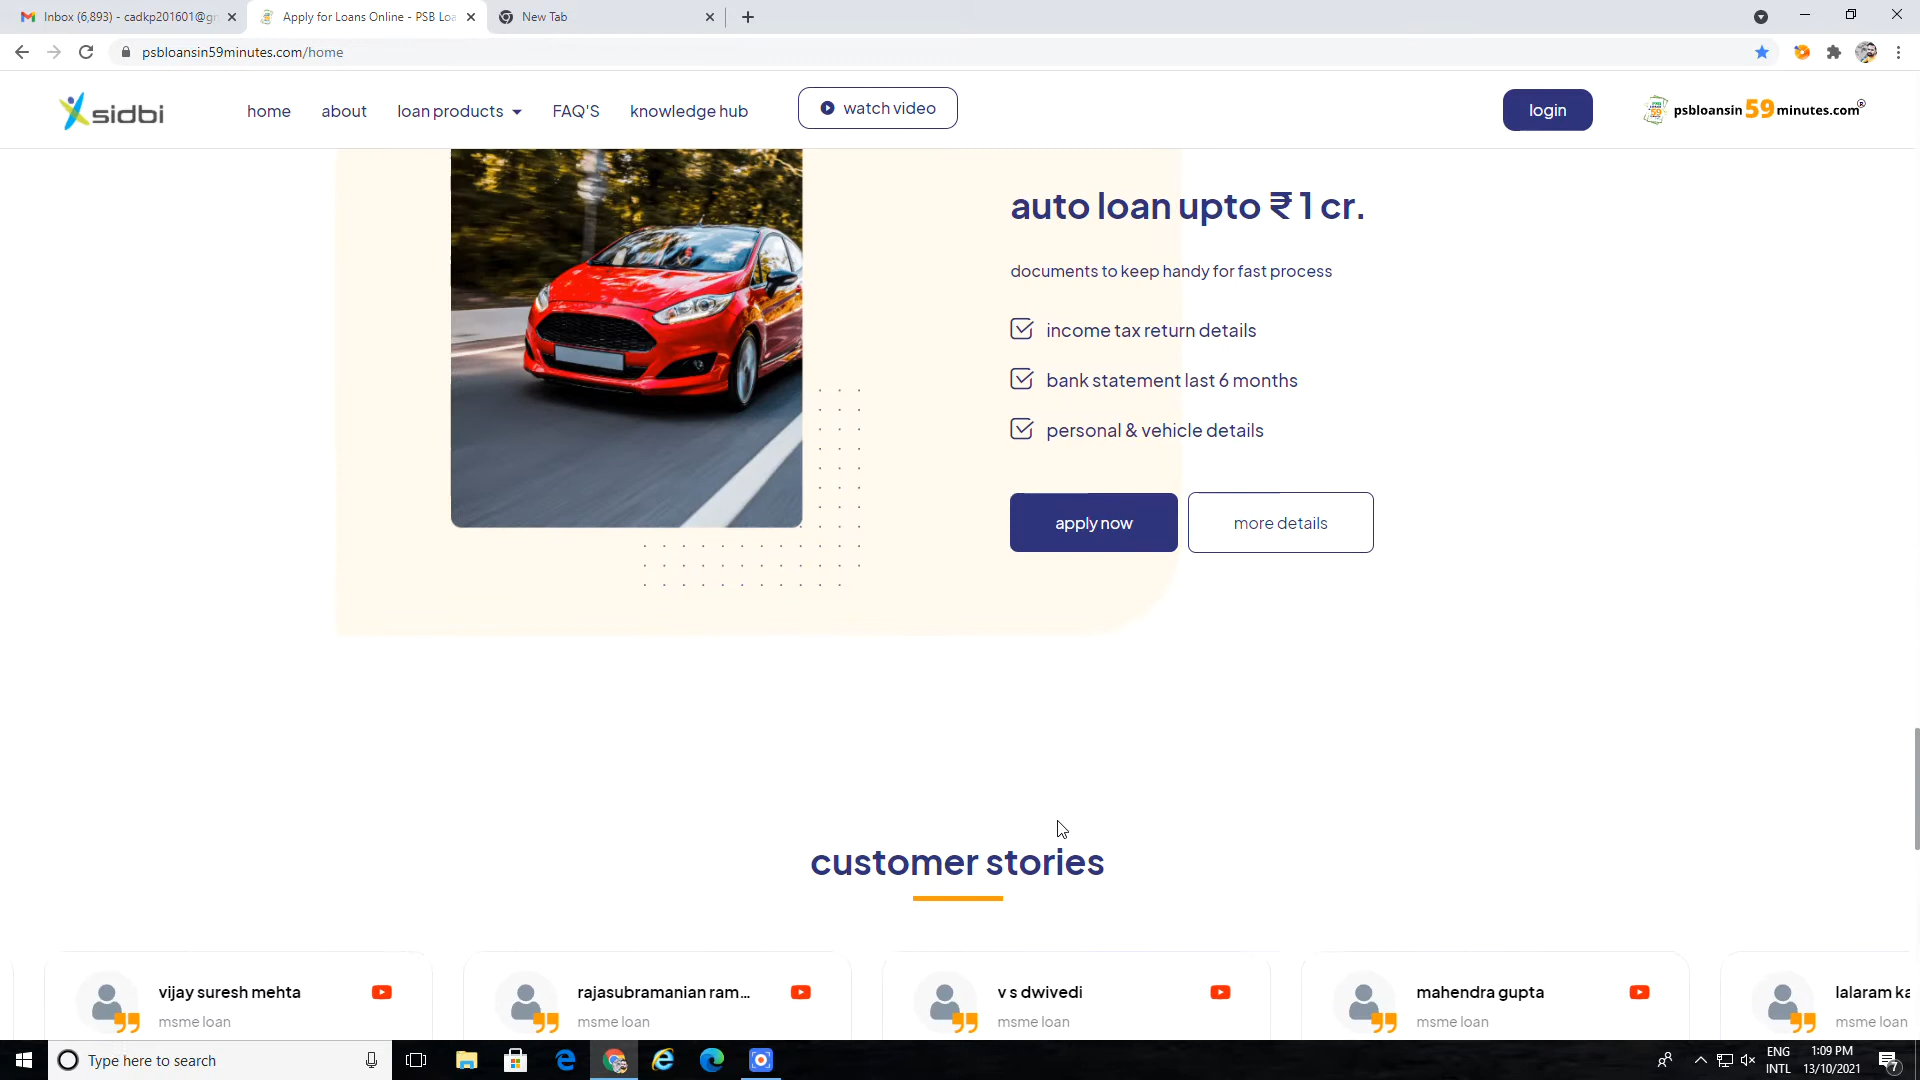 Inbox (6,893) - cadkp201601@gr
Apply for Loans Online - PSB Loa
New Tab
psbloansin59minutes.com/home
sidbi
home
about
loan products
FAQ'S
knowledge hub
watch video
login
psbloansin59minutes.com®
auto loan upto ₹ 1 cr.
documents to keep handy for fast process
income tax return details
bank statement last 6 months
personal & vehicle details
apply now
more details
customer stories
vijay suresh mehta
msme loan
rajasubramanian ram...
msme loan
v s dwivedi
msme loan
mahendra gupta
msme loan
lalaram ka
msme loan
Type here to search
ENG
INTL
1:09 PM
13/10/2021
7